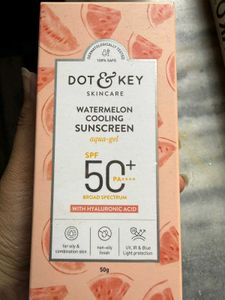 DERMATOLOGICALLY TESTED
100% SAFE
DOT & KEY
SKINCARE
WATERMELON
COOLING
SUNSCREEN
aqua-gel
SPF
50+
PA++++
BROAD SPECTRUM
WITH HYALURONIC ACID
for oily &
combination skin
non-oily
finish
UV, IR & Blue
Light protection
50g